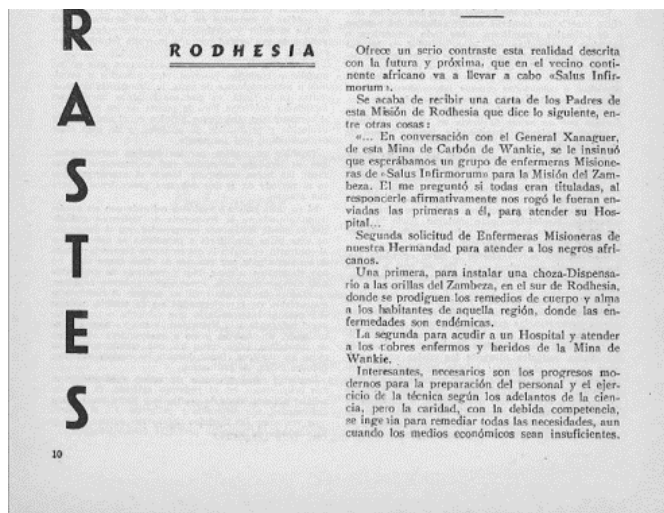 R
A
S
T
E
S
RODHESIA
Ofrece un serio contraste esta realidad descrita
con la futura y próxima, que en el vecino conti-
nente africano va a llevar a cabo «Salus Infir-
morum».
Se acaba de recibir una carta de los Padres de
esta Misión de Rodhesia que dice lo siguiente, en-
tre otras cosas:
«... En conversación con el General Xanaguer,
de esta Mina de Carbón de Wankie, se le insinuó
que esperábamos un grupo de enfermeras Misione-
ras de «Salus Infirmorum» para la Misión del Zam-
beza. El me preguntó si todas eran tituladas, al
responderle afirmativamente nos rogó le fueran en-
viadas las primeras a él, para atender su Hos-
pital...
Segunda solicitud de Enfermeras Misioneras de
nuestra Hermandad para atender a los negros afri-
canos.
Una primera, para instalar una choza-Dispensa-
rio a las orillas del Zambeza, en el sur de Rodhesia,
donde se prodiguen los remedios de cuerpo y alma
a los habitantes de aquella región, donde las en-
fermedades son endémicas.
La segunda para acudir a un Hospital y atender
a los pobres enfermos y heridos de la Mina de
Wankie.
Interesantes, necesarios son los progresos mo-
dernos para la preparación del personal y el ejer-
cicio de la técnica según los adelantos de la cien-
cia, pero la caridad, con la debida competencia,
se ingenia para remediar todas las necesidades, aun
cuando los medios económicos sean insuficientes.
10